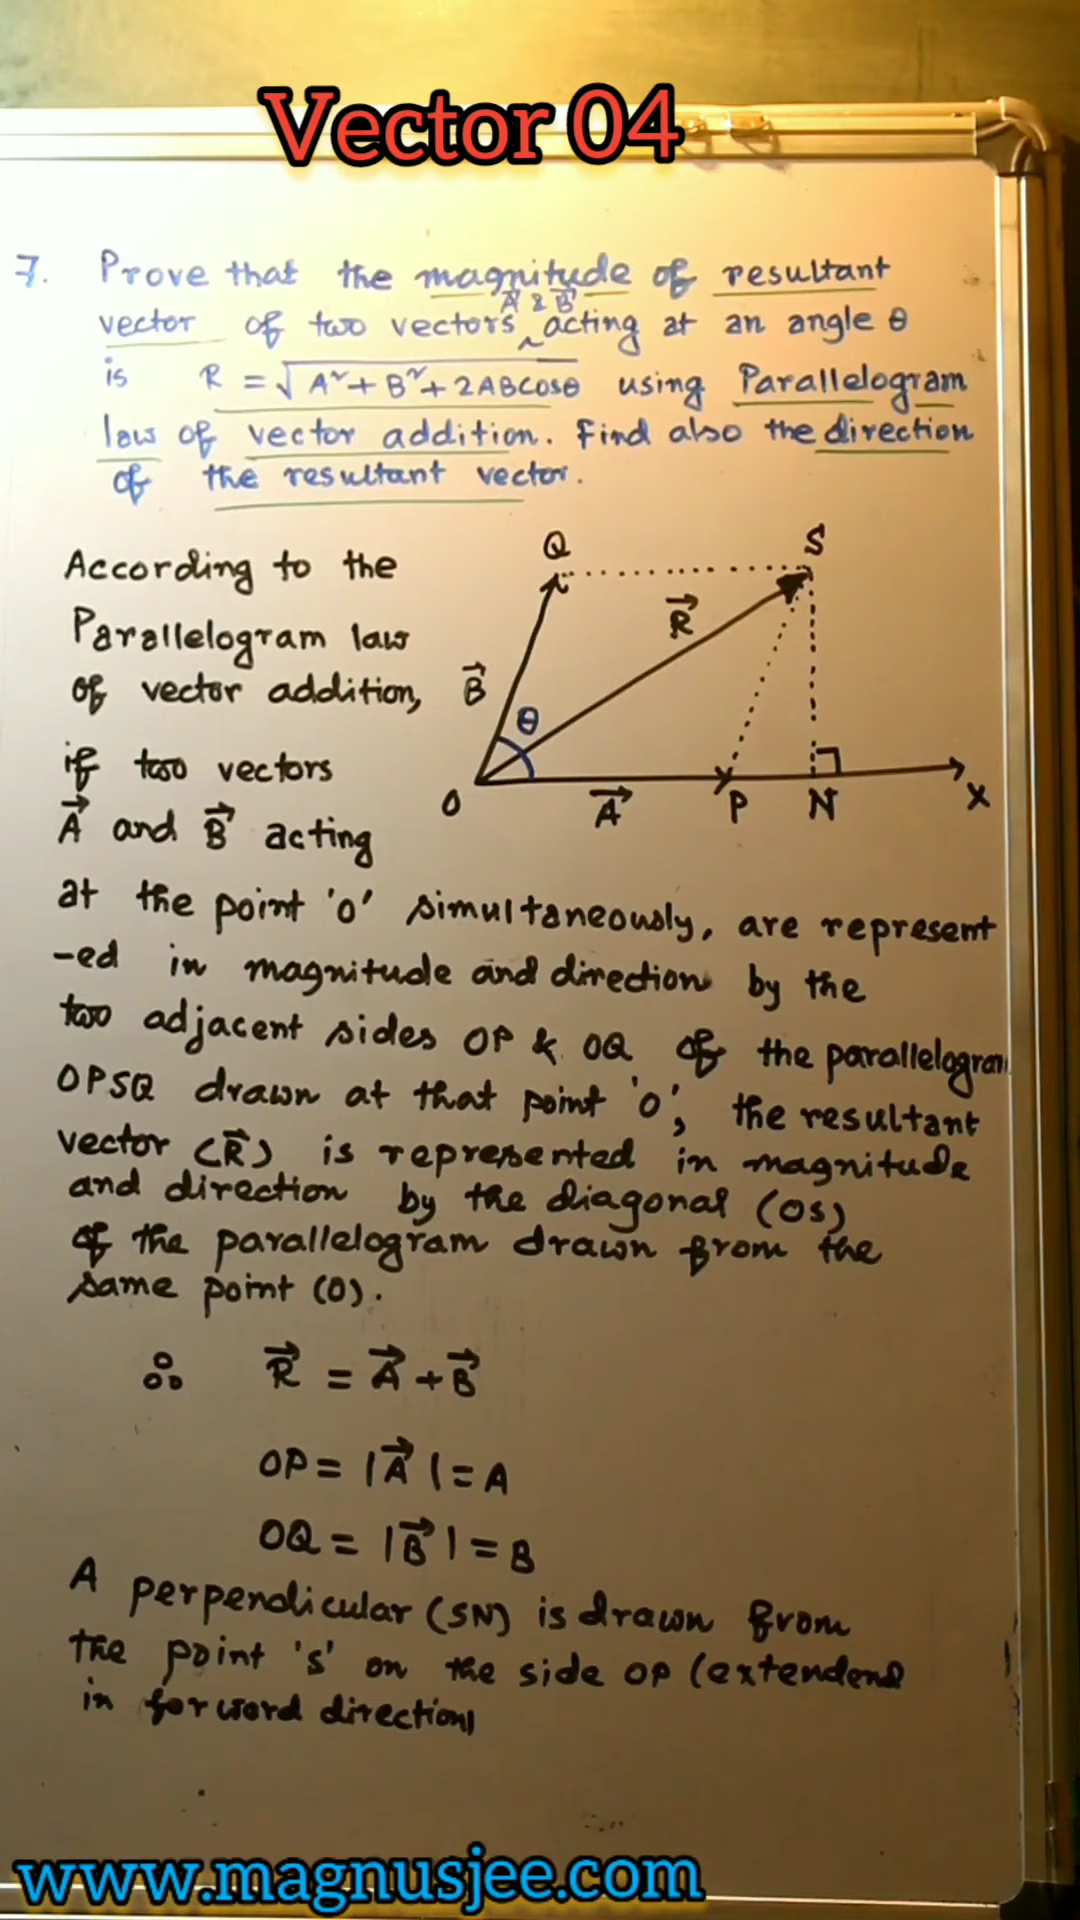 Vector 04
7. Prove that the magnitude of resultant
vector of two vectors A⃗ & B⃗ acting at an angle θ
is R = √(A² + B² + 2ABCosθ) using Parallelogram
law of vector addition. Find also the direction
of the resultant vector.
According to the
Parallelogram law
of vector addition,
if two vectors
A⃗ and B⃗ acting
Q
S
R⃗
B⃗
θ
O
A⃗
P
N
X
at the point 'o' simultaneously, are represent
-ed in magnitude and direction by the
two adjacent sides OP & OQ of the parallelogram
OPSQ drawn at that point 'o', the resultant
vector (R⃗) is represented in magnitude
and direction by the diagonal (OS)
of the parallelogram drawn from the
same point (O).
∴ R⃗ = A⃗ + B⃗
OP = |A⃗| = A
OQ = |B⃗| = B
A perpendicular (SN) is drawn from
the point 's' on the side OP (extendend
in forword direction)
www.magnusjee.com